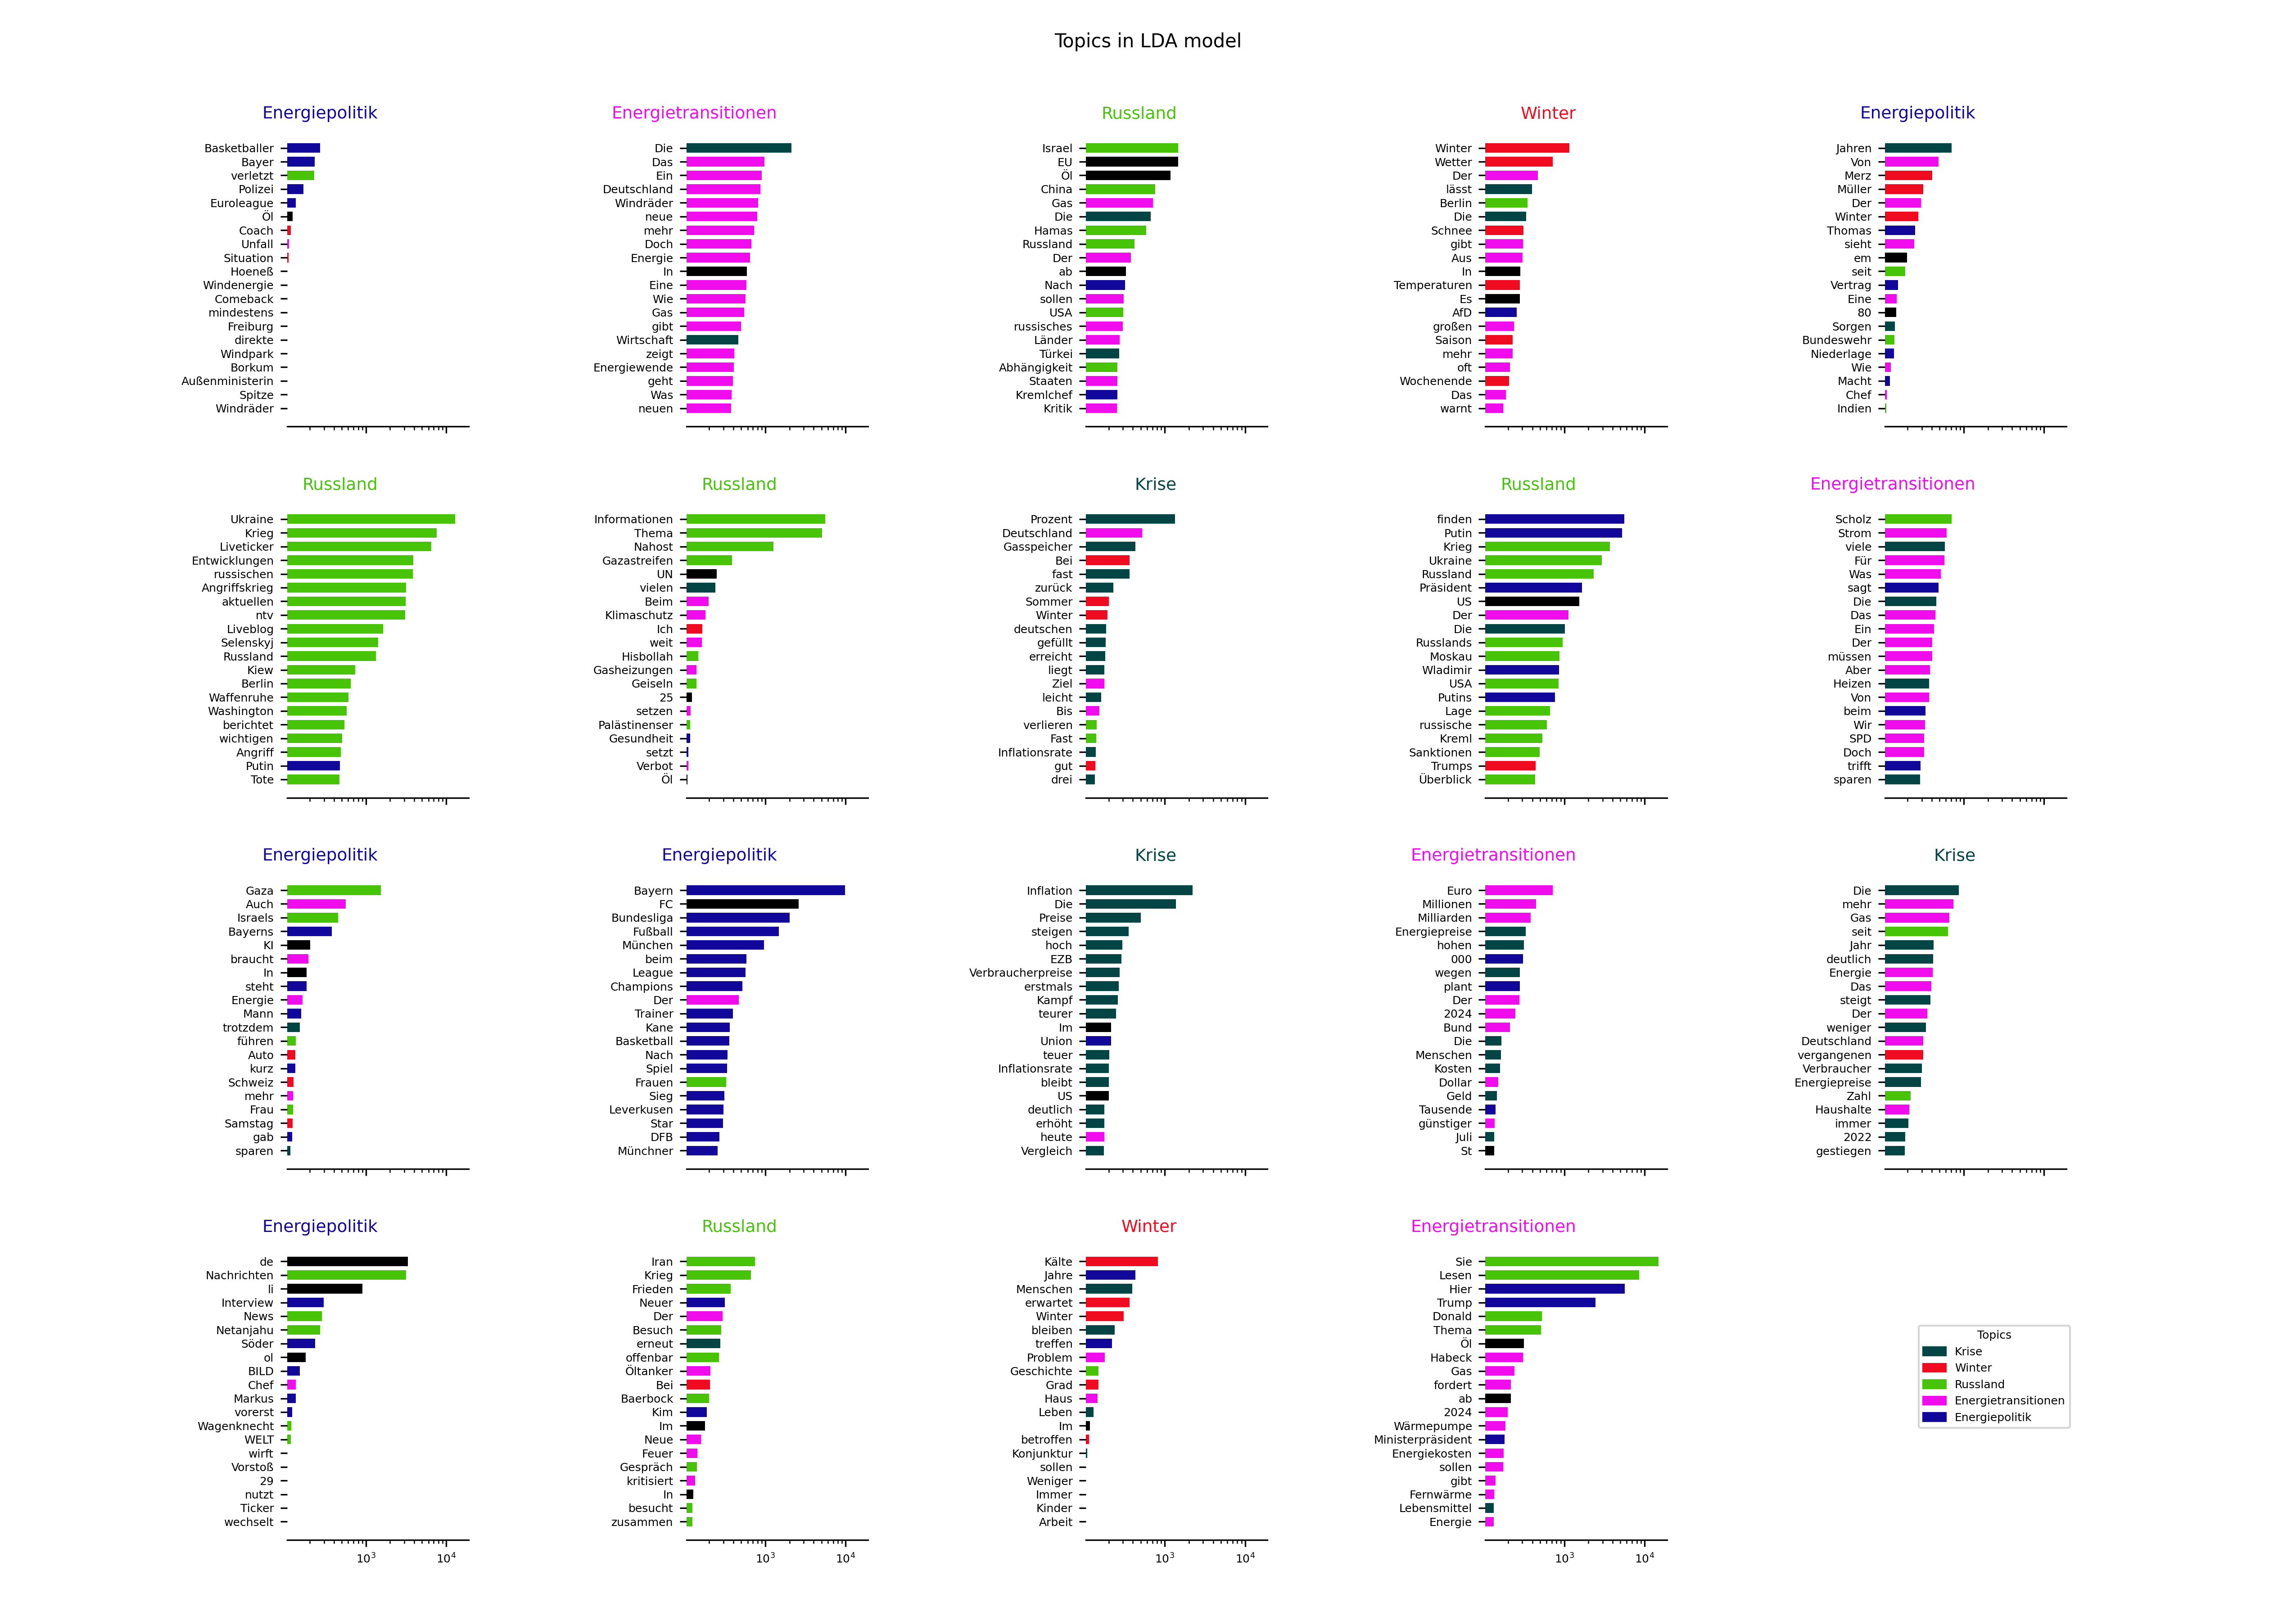 Topics in LDA model
Energiepolitik
Basketballer
Bayer
verletzt
Polizei
Euroleague
Öl
Coach
Unfall
Situation
Hoeneß
Windenergie
Comeback
mindestens
Freiburg
direkte
Windpark
Borkum
Außenministerin
Spitze
Windräder
Energietransitionen
Die
Das
Ein
Deutschland
Windräder
neue
mehr
Doch
Energie
In
Eine
Wie
Gas
gibt
Wirtschaft
zeigt
Energiewende
geht
Was
neuen
Russland
Israel
EU
Öl
China
Gas
Die
Hamas
Russland
Der
ab
Nach
sollen
USA
russisches
Länder
Türkei
Abhängigkeit
Staaten
Kremlchef
Kritik
Winter
Winter
Wetter
Der
lässt
Berlin
Die
Schnee
gibt
Aus
In
Temperaturen
Es
AfD
großen
Saison
mehr
oft
Wochenende
Das
warnt
Energiepolitik
Jahren
Von
Merz
Müller
Der
Winter
Thomas
sieht
em
seit
Vertrag
Eine
80
Sorgen
Bundeswehr
Niederlage
Wie
Macht
Chef
Indien
Russland
Ukraine
Krieg
Liveticker
Entwicklungen
russischen
Angriffskrieg
aktuellen
ntv
Liveblog
Selenskyj
Russland
Kiew
Berlin
Waffenruhe
Washington
berichtet
wichtigen
Angriff
Putin
Tote
Russland
Informationen
Thema
Nahost
Gazastreifen
UN
vielen
Beim
Klimaschutz
Ich
weit
Hisbollah
Gasheizungen
Geiseln
25
setzen
Palästinenser
Gesundheit
setzt
Verbot
Öl
Krise
Prozent
Deutschland
Gasspeicher
Bei
fast
zurück
Sommer
Winter
deutschen
gefüllt
erreicht
liegt
Ziel
leicht
Bis
verlieren
Fast
Inflationsrate
gut
drei
Russland
finden
Putin
Krieg
Ukraine
Russland
Präsident
US
Der
Die
Russlands
Moskau
Wladimir
USA
Putins
Lage
russische
Kreml
Sanktionen
Trumps
Überblick
Energietransitionen
Scholz
Strom
viele
Für
Was
sagt
Die
Das
Ein
Der
müssen
Aber
Heizen
Von
beim
Wir
SPD
Doch
trifft
sparen
Energiepolitik
Gaza
Auch
Israels
Bayerns
KI
braucht
In
steht
Energie
Mann
trotzdem
führen
Auto
kurz
Schweiz
mehr
Frau
Samstag
gab
sparen
Energiepolitik
Bayern
FC
Bundesliga
Fußball
München
beim
League
Champions
Der
Trainer
Kane
Basketball
Nach
Spiel
Frauen
Sieg
Leverkusen
Star
DFB
Münchner
Krise
Inflation
Die
Preise
steigen
hoch
EZB
Verbraucherpreise
erstmals
Kampf
teurer
Im
Union
teuer
Inflationsrate
bleibt
US
deutlich
erhöht
heute
Vergleich
Energietransitionen
Euro
Millionen
Milliarden
Energiepreise
hohen
000
wegen
plant
Der
2024
Bund
Die
Menschen
Kosten
Dollar
Geld
Tausende
günstiger
Juli
St
Krise
Die
mehr
Gas
seit
Jahr
deutlich
Energie
Das
steigt
Der
weniger
Deutschland
vergangenen
Verbraucher
Energiepreise
Zahl
Haushalte
immer
2022
gestiegen
Energiepolitik
de
Nachrichten
li
Interview
News
Netanjahu
Söder
ol
BILD
Chef
Markus
vorerst
Wagenknecht
WELT
wirft
Vorstoß
29
nutzt
Ticker
wechselt
10³ 10⁴
Russland
Iran
Krieg
Frieden
Neuer
Der
Besuch
erneut
offenbar
Öltanker
Bei
Baerbock
Kim
Im
Neue
Feuer
Gespräch
kritisiert
In
besucht
zusammen
10³ 10⁴
Winter
Kälte
Jahre
Menschen
erwartet
Winter
bleiben
treffen
Problem
Geschichte
Grad
Haus
Leben
Im
betroffen
Konjunktur
sollen
Weniger
Immer
Kinder
Arbeit
10³ 10⁴
Energietransitionen
Sie
Lesen
Hier
Trump
Donald
Thema
Öl
Habeck
Gas
fordert
ab
2024
Wärmepumpe
Ministerpräsident
Energiekosten
sollen
gibt
Fernwärme
Lebensmittel
Energie
10³ 10⁴
Topics
Krise
Winter
Russland
Energietransitionen
Energiepolitik